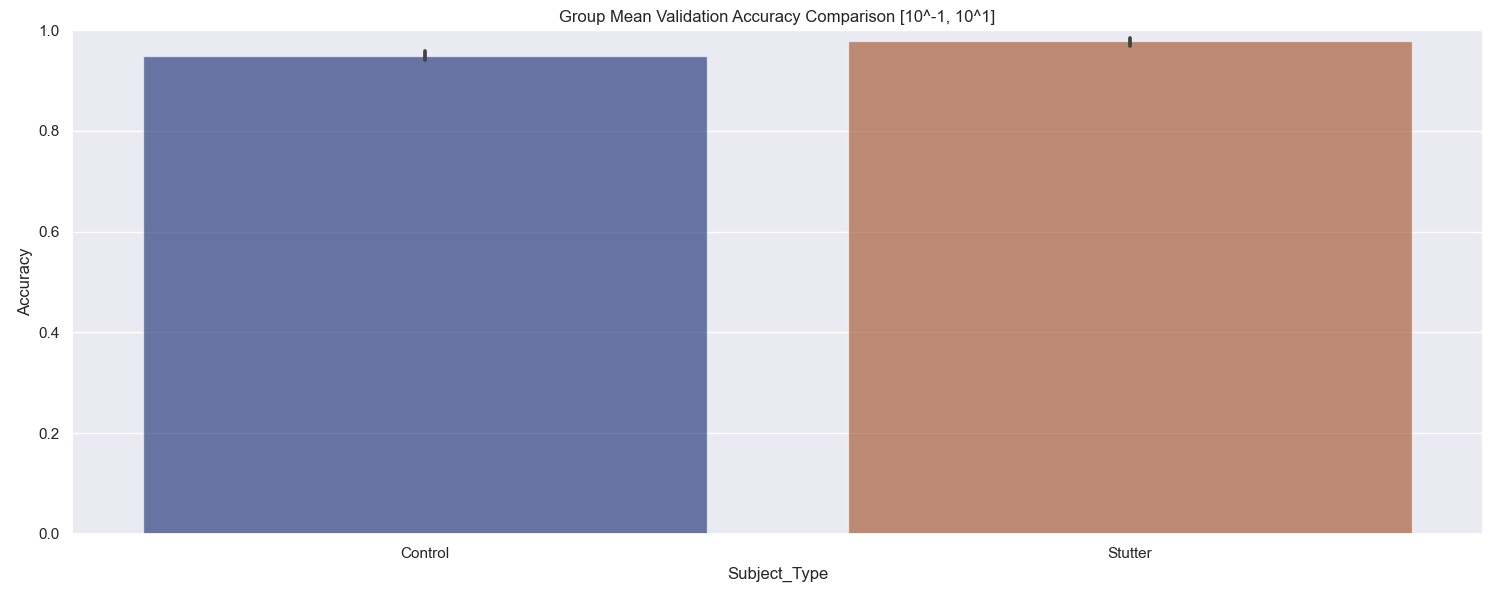 Group Mean Validation Accuracy Comparison [10^-1, 10^1]
1.0
0.8
0.6
0.4
0.2
0.0
Accuracy
Control
Stutter
Subject_Type